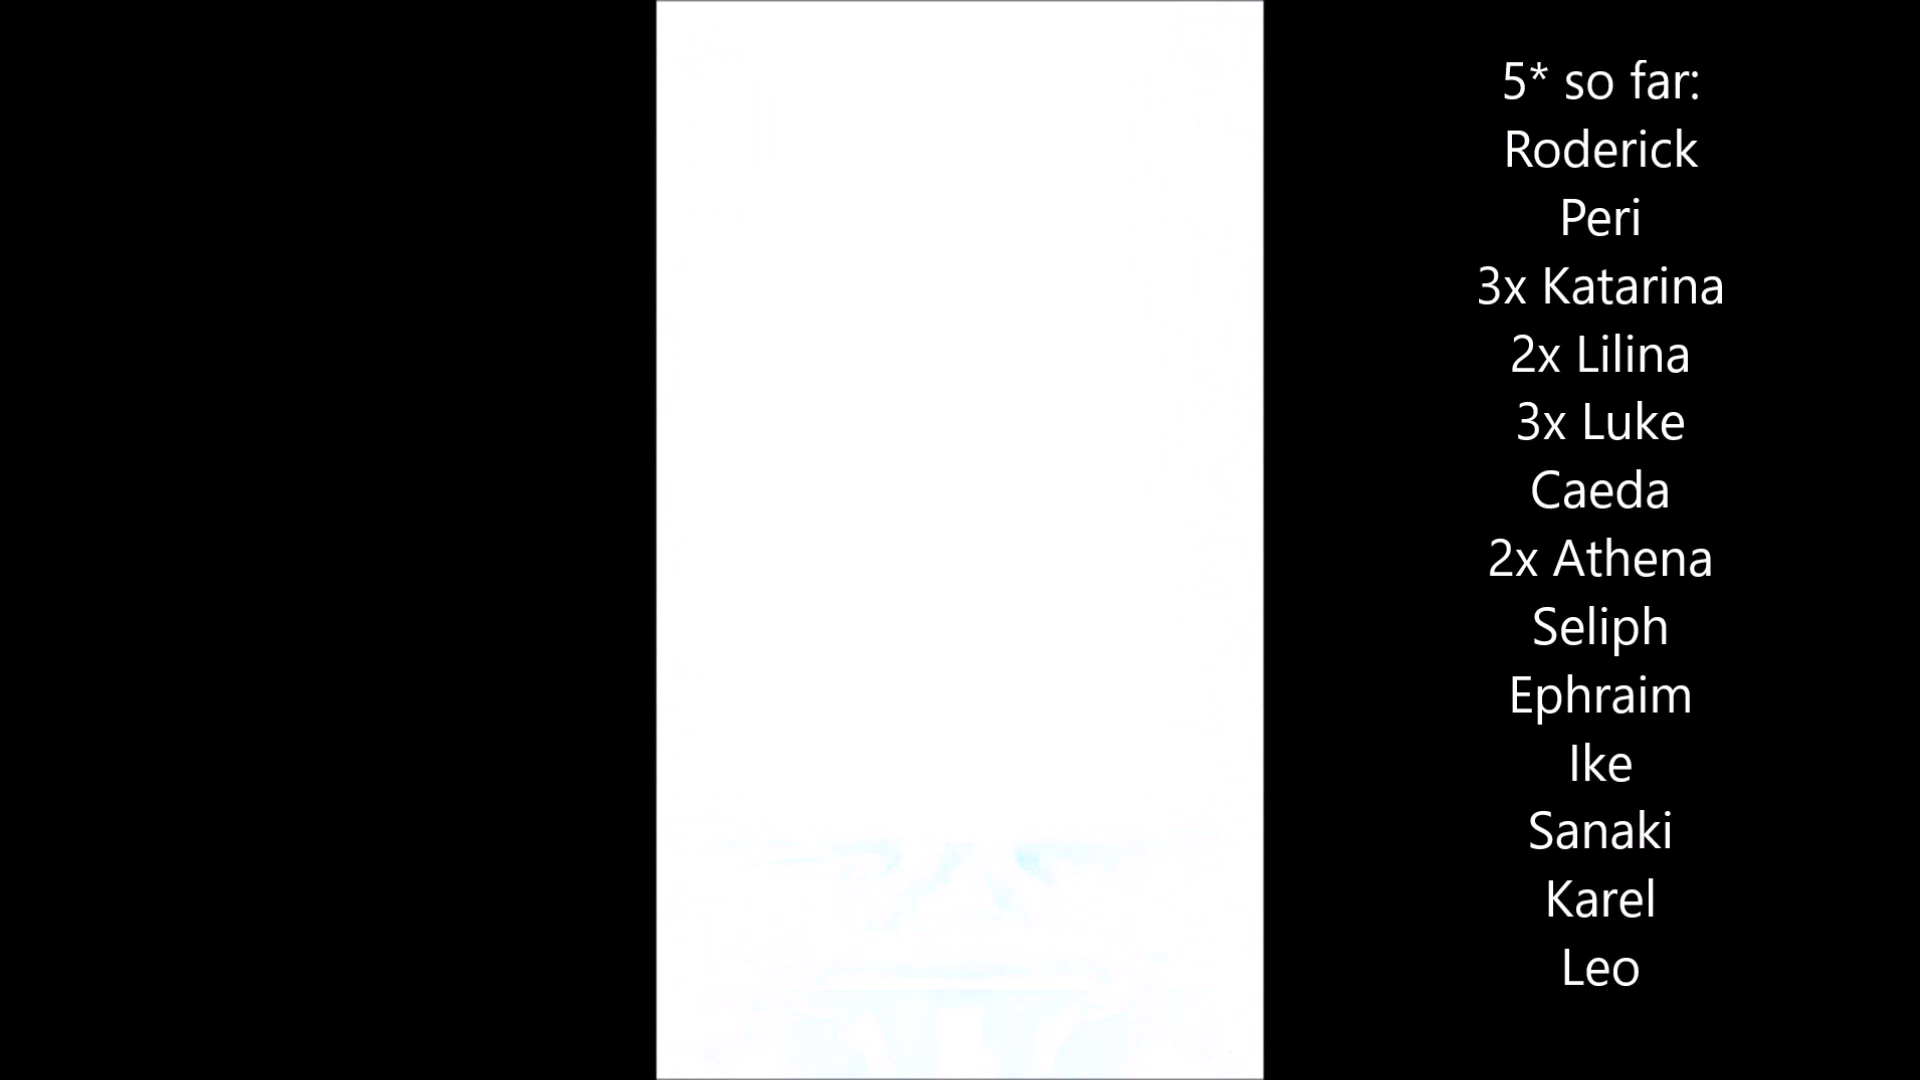 5* so far:
Roderick
Peri
3x Katarina
2x Lilina
3x Luke
Caeda
2x Athena
Seliph
Ephraim
Ike
Sanaki
Karel
Leo